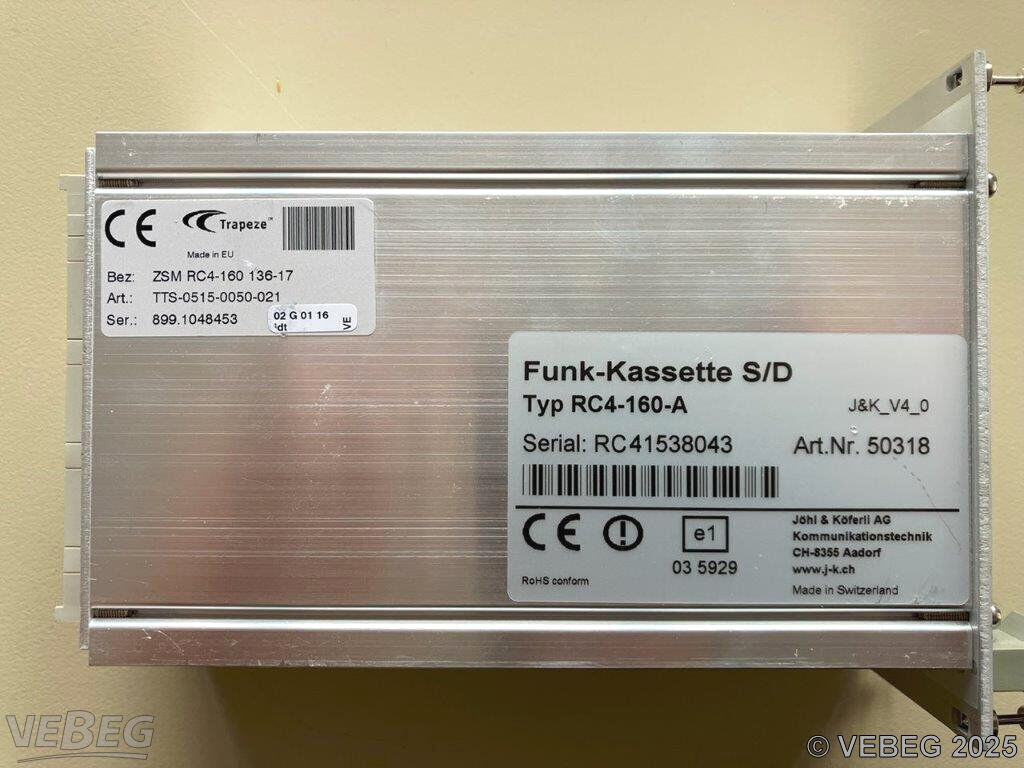 CE Trapeze™
Made in EU
Bez: ZSM RC4-160 136-17
Art.: TTS-0515-0050-021
Ser.: 899.1048453
02 G 01 16
VE
Funk-Kassette S/D
Typ RC4-160-A J&K_V4_0
Serial: RC41538043 Art.Nr. 50318
CE e1
03 5929
RoHS conform
Jöhl & Köferli AG
Kommunikationstechnik
CH-8355 Aadorf
www.j-k.ch
Made in Switzerland
VEBEG
© VEBEG 2025